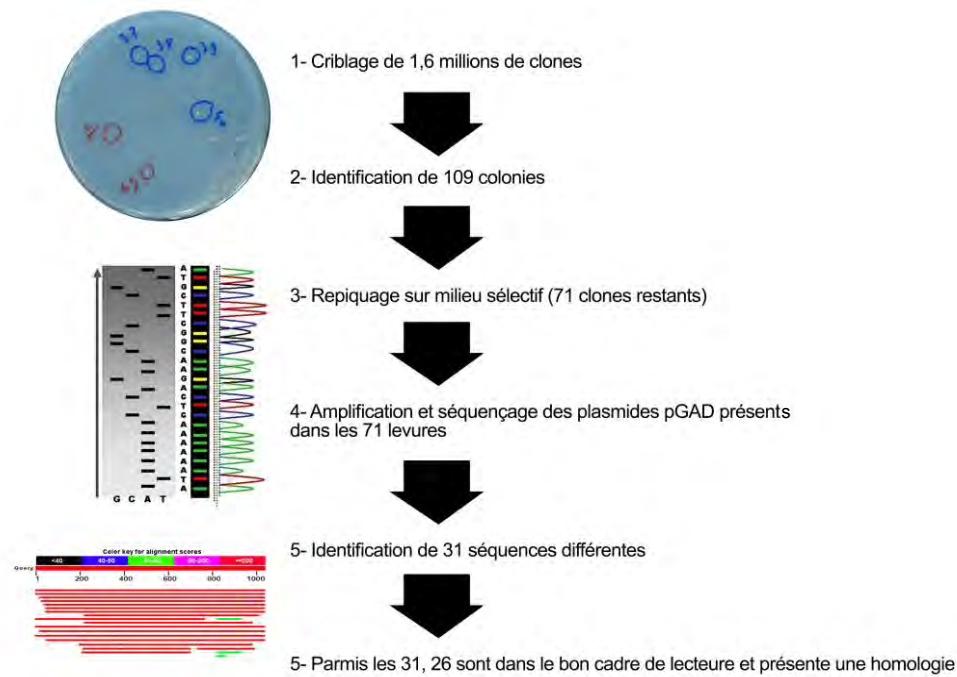 1- Criblage de 1,6 millions de clones
2- Identification de 109 colonies
3- Repiquage sur milieu sélectif (71 clones restants)
4- Amplification et séquençage des plasmides pGAD présents
dans les 71 levures
5- Identification de 31 séquences différentes
5- Parmis les 31, 26 sont dans le bon cadre de lecteure et présente une homologie
A
T
G
C
T
T
C
G
G
C
A
A
G
A
C
T
C
A
A
A
A
A
A
T
A
G C A T
Color key for alignment scores
<40 40-50 80-200 >=200
Query
1 200 400 600 800 1000